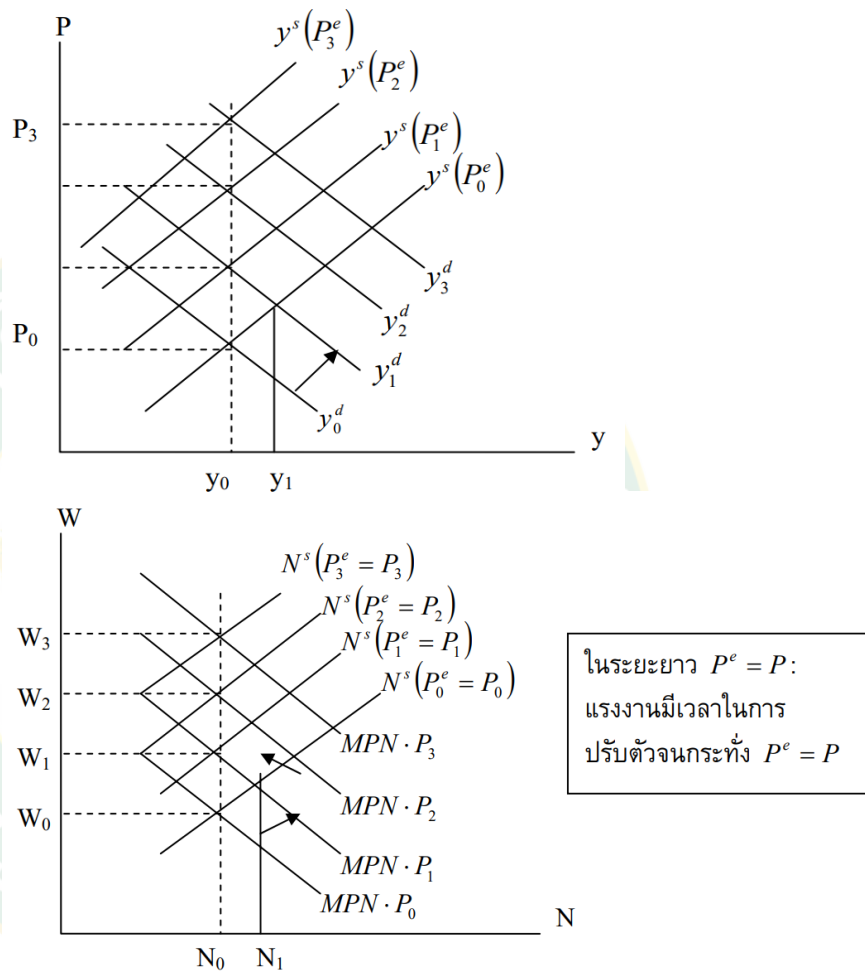 P
y^s(P_3^e)
y^s(P_2^e)
y^s(P_1^e)
y^s(P_0^e)
P_3
P_0
y_3^d
y_2^d
y_1^d
y_0^d
y
y_0 y_1
W
N^s(P_3^e = P_3)
N^s(P_2^e = P_2)
N^s(P_1^e = P_1)
N^s(P_0^e = P_0)
W_3
W_2
W_1
W_0
MPN · P_3
MPN · P_2
MPN · P_1
MPN · P_0
N
N_0 N_1
ในระยะยาว P^e = P :
แรงงานมีเวลาในการ
ปรับตัวจนกระทั่ง P^e = P